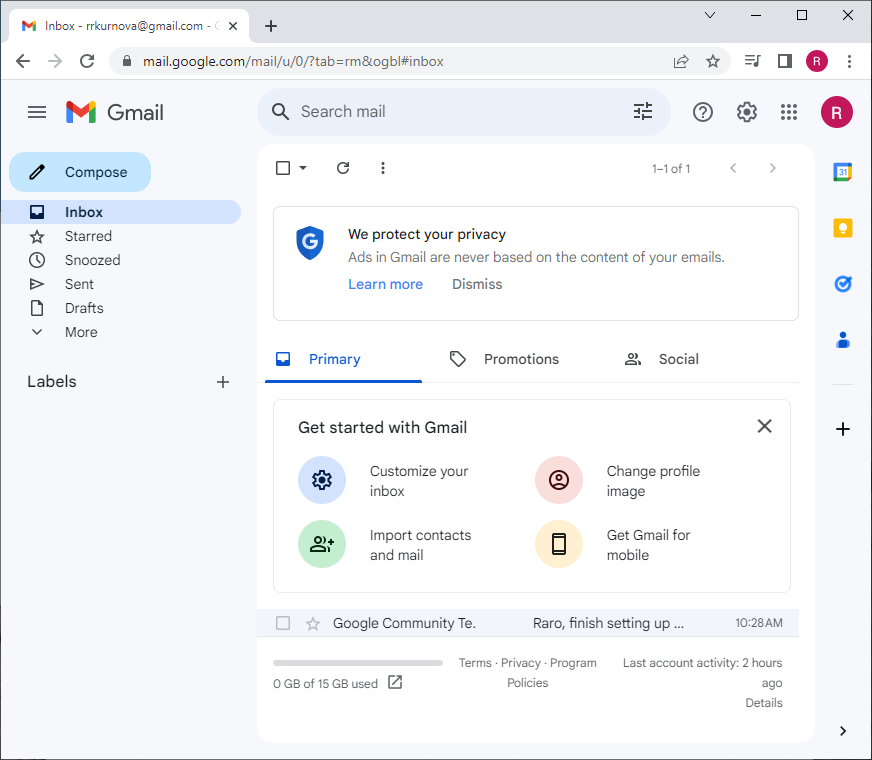 Inbox - rrkurnova@gmail.com -
mail.google.com/mail/u/0/?tab=rm&ogbl#inbox
R
Gmail
Search mail
R
Compose
1–1 of 1
31
Inbox
Starred
Snoozed
Sent
Drafts
More
Labels
G
We protect your privacy
Ads in Gmail are never based on the content of your emails.
Learn more Dismiss
Primary Promotions Social
Get started with Gmail
Customize your
inbox
Change profile
image
Import contacts
and mail
Get Gmail for
mobile
Google Community Te. Raro, finish setting up ... 10:28 AM
0 GB of 15 GB used
Terms · Privacy · Program
Policies
Last account activity: 2 hours
ago
Details